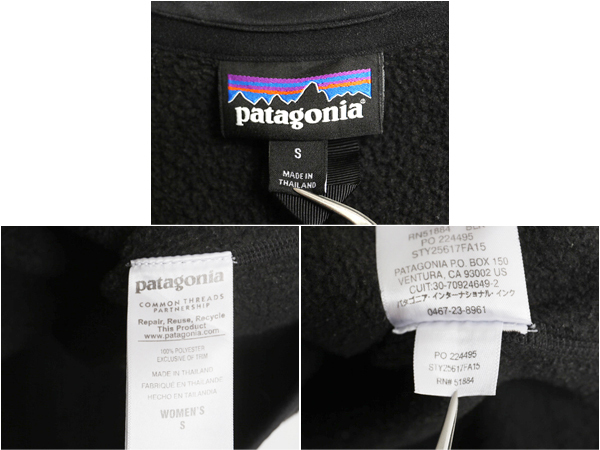 patagonia®
S
MADE IN
THAILAND
patagonia®
COMMON THREADS
PARTNERSHIP
Repair, Reuse, Recycle
This Product
www.patagonia.com
100% POLYESTER
EXCLUSIVE OF TRIM
MADE IN THAILAND
FABRIQUÉ EN THAÏLANDE
HECHO EN TAILANDIA
WOMEN'S
S
RN51884
PO 224495
STY25617FA15
PATAGONIA P.O. BOX 150
VENTURA, CA 93002 US
CUIT:30-70924649-2
パタゴニア・インターナショナル・インク
0467-23-8961
PO 224495
STY25617FA15
RN# 51884